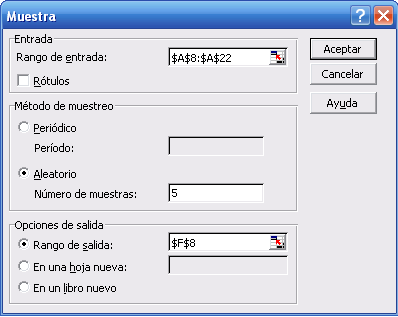 Muestra
Entrada
Rango de entrada: $A$8:$A$22
Rótulos
Método de muestreo
Periódico
Período:
Aleatorio
Número de muestras: 5
Opciones de salida
Rango de salida: $F$8
En una hoja nueva:
En un libro nuevo
Aceptar
Cancelar
Ayuda